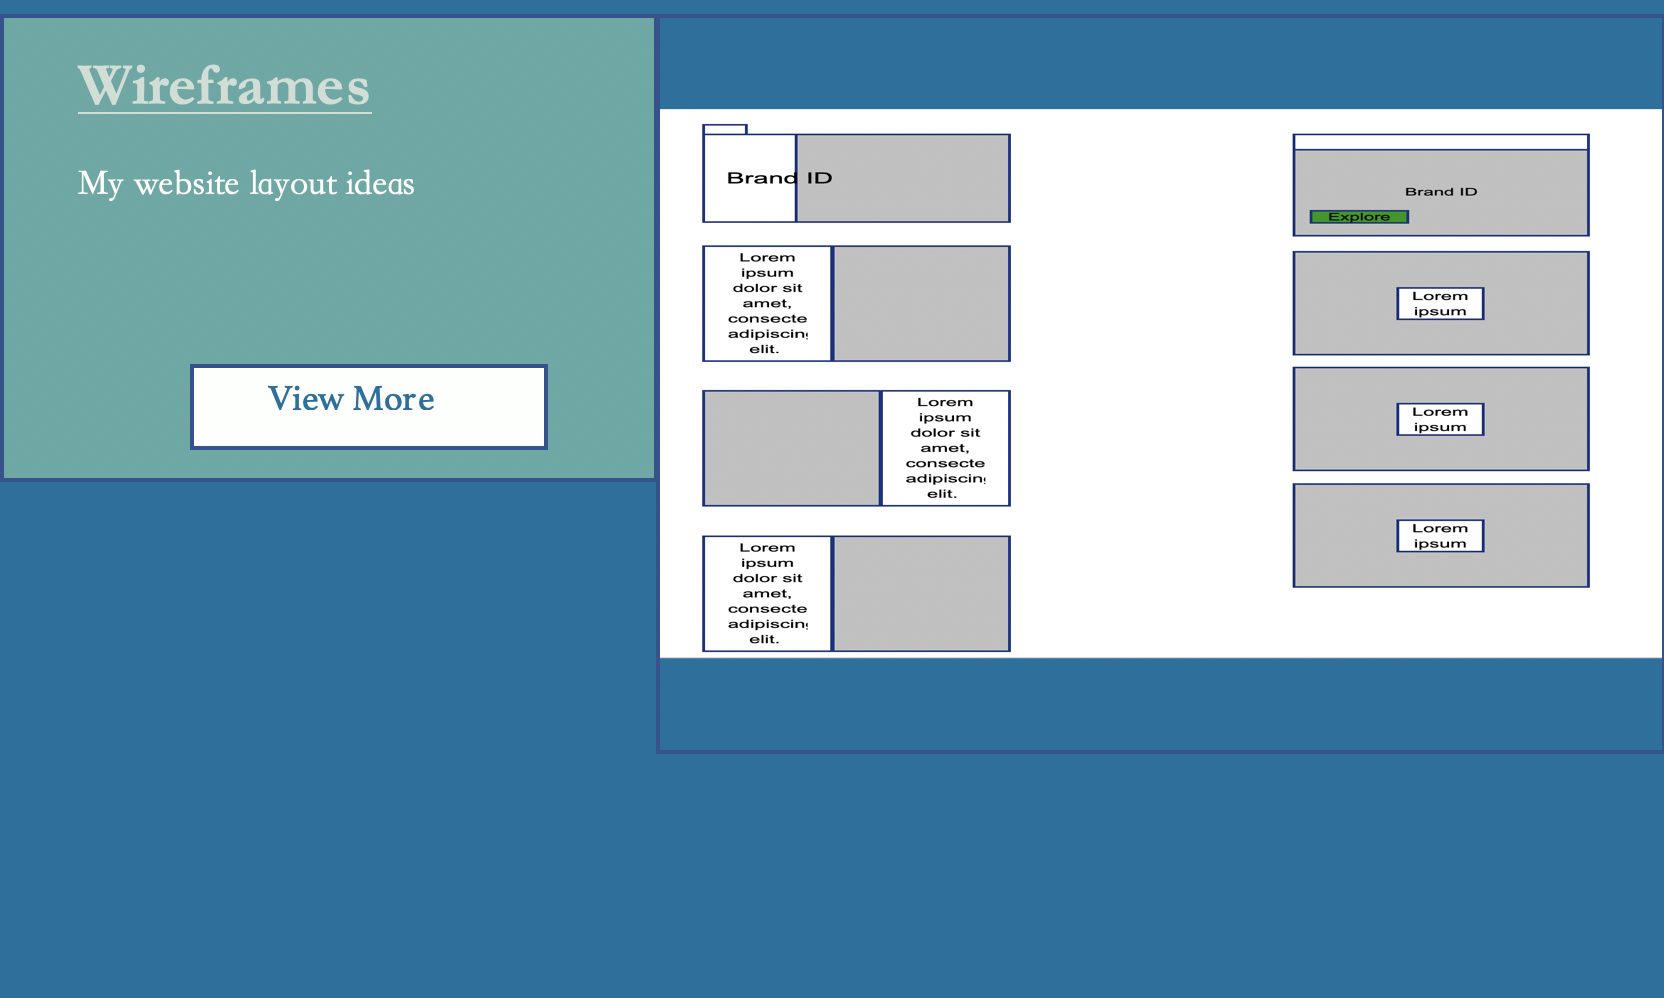 Wireframes
My website layout ideas
View More
Brand ID
Lorem
ipsum
dolor sit
amet,
consecte
adipiscin
elit.
Lorem
ipsum
dolor sit
amet,
consecte
adipiscin
elit.
Lorem
ipsum
dolor sit
amet,
consecte
adipiscin
elit.
Brand ID
Explore
Lorem
ipsum
Lorem
ipsum
Lorem
ipsum